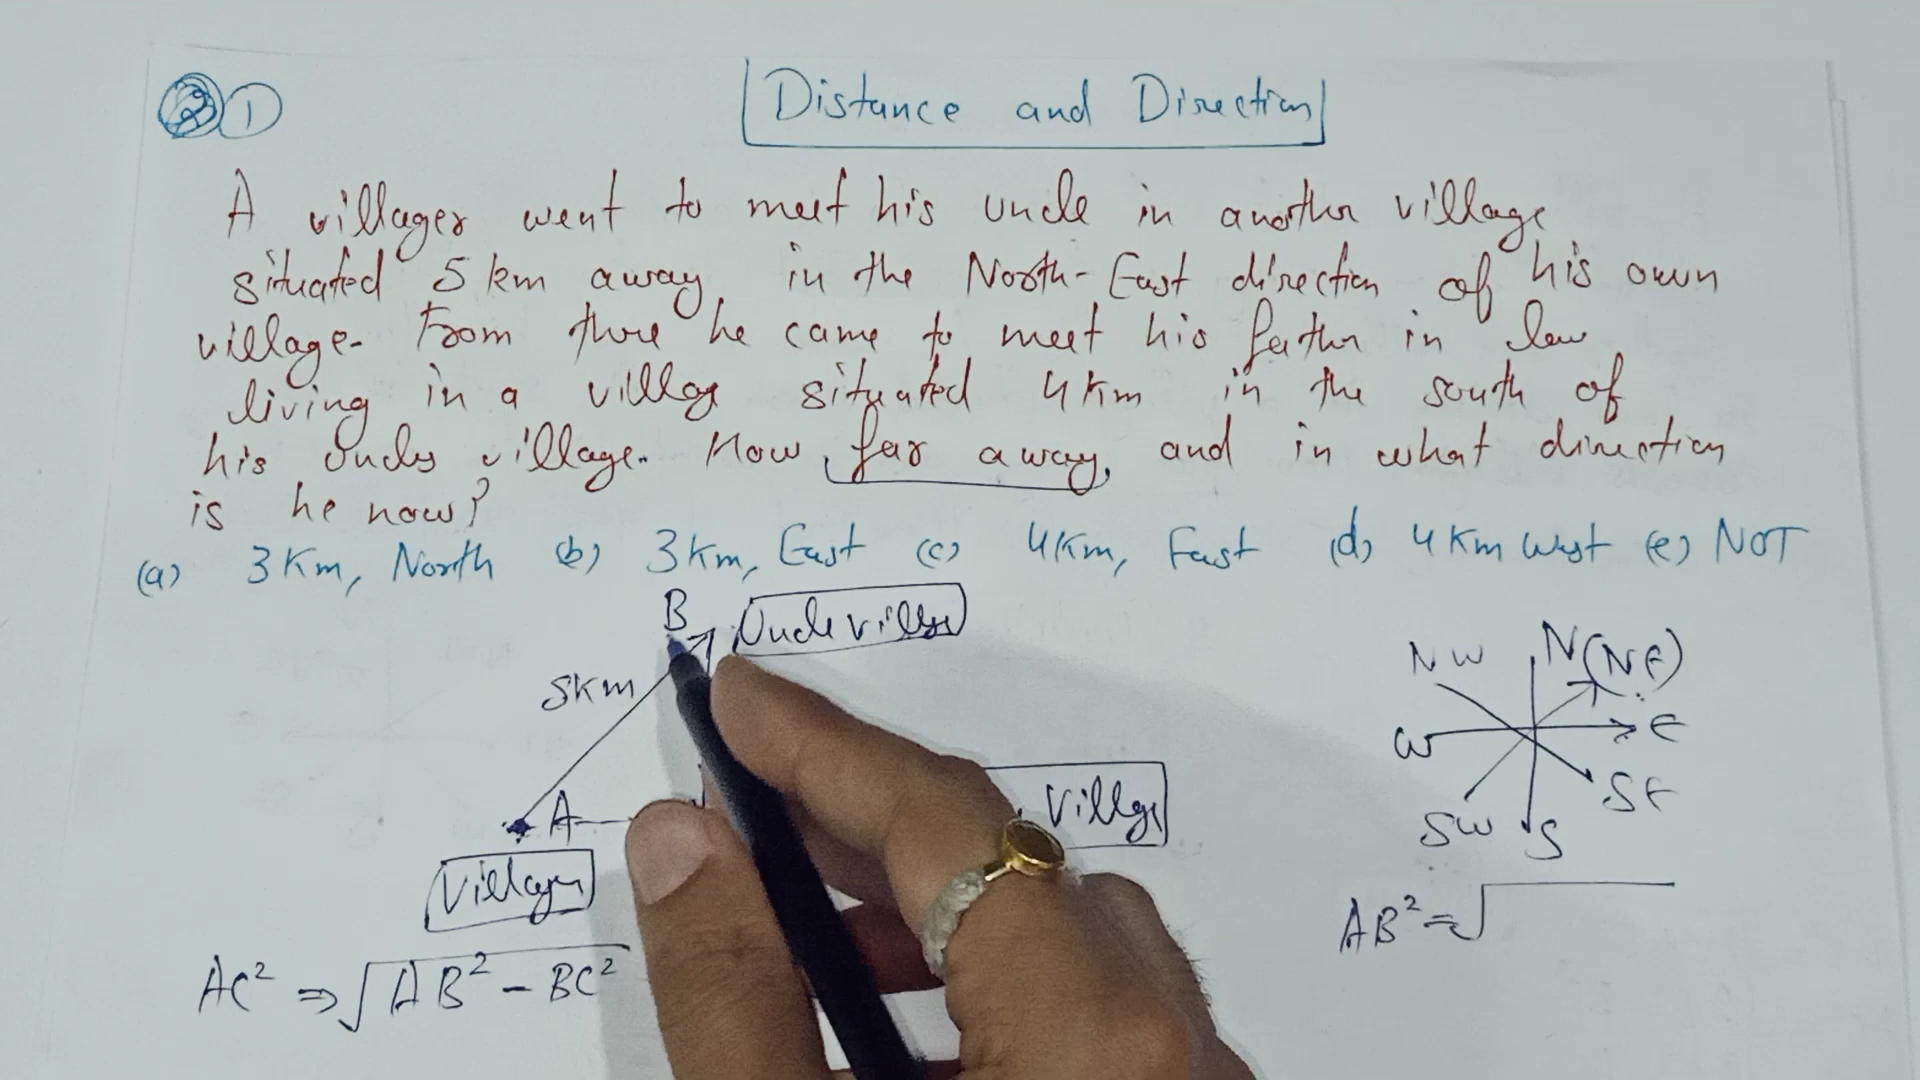 2 1
Distance and Direction
A villager went to meet his uncle in another village
situated 5 km away in the North-East direction of his own
village. From there he came to meet his father in law
living in a villag situated 4 Km in the south of
his Uncles village. How far away, and in what direction
is he now?
(a) 3 Km, North (b) 3 Km, East (c) 4 Km, East (d) 4 Km West (e) NOT
B Uncle village
5km
A
Village
NW N (NE)
W E
SW S SE
AB² = √
AC² ⇒ √AB² - BC²